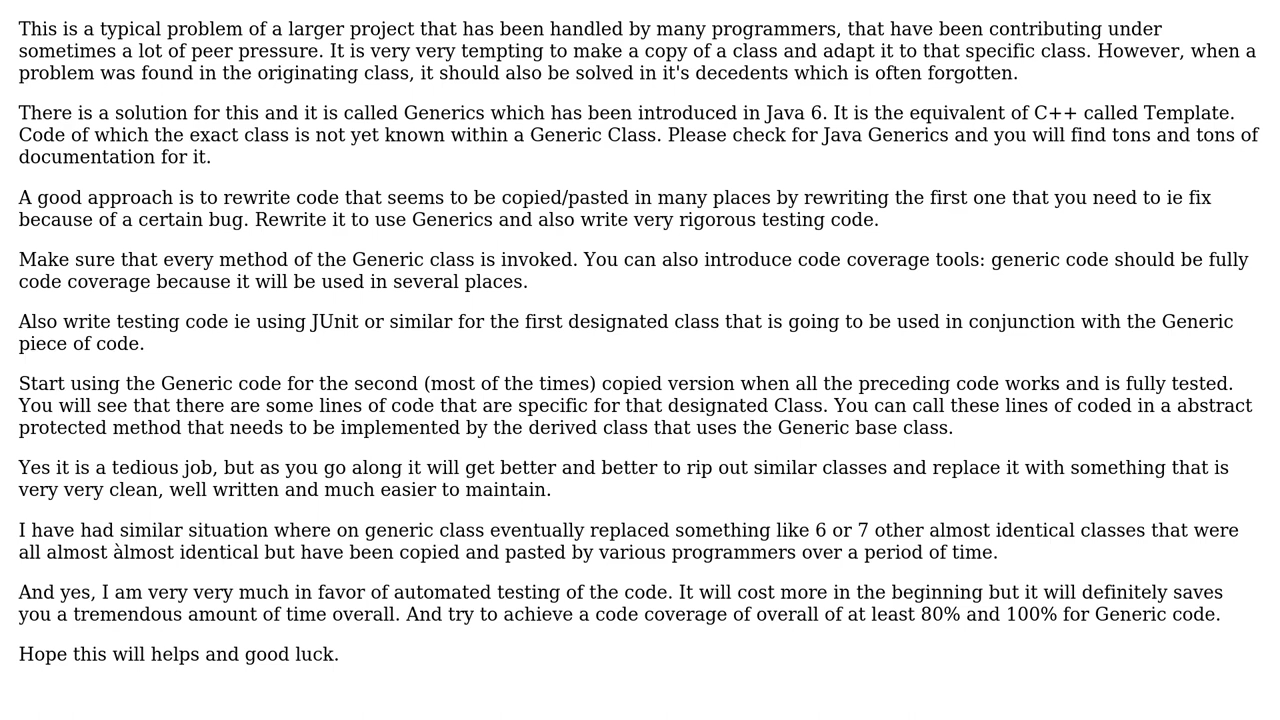 This is a typical problem of a larger project that has been handled by many programmers, that have been contributing under
sometimes a lot of peer pressure. It is very very tempting to make a copy of a class and adapt it to that specific class. However, when a
problem was found in the originating class, it should also be solved in it's decedents which is often forgotten.
There is a solution for this and it is called Generics which has been introduced in Java 6. It is the equivalent of C++ called Template.
Code of which the exact class is not yet known within a Generic Class. Please check for Java Generics and you will find tons and tons of
documentation for it.
A good approach is to rewrite code that seems to be copied/pasted in many places by rewriting the first one that you need to ie fix
because of a certain bug. Rewrite it to use Generics and also write very rigorous testing code.
Make sure that every method of the Generic class is invoked. You can also introduce code coverage tools: generic code should be fully
code coverage because it will be used in several places.
Also write testing code ie using JUnit or similar for the first designated class that is going to be used in conjunction with the Generic
piece of code.
Start using the Generic code for the second (most of the times) copied version when all the preceding code works and is fully tested.
You will see that there are some lines of code that are specific for that designated Class. You can call these lines of coded in a abstract
protected method that needs to be implemented by the derived class that uses the Generic base class.
Yes it is a tedious job, but as you go along it will get better and better to rip out similar classes and replace it with something that is
very very clean, well written and much easier to maintain.
I have had similar situation where on generic class eventually replaced something like 6 or 7 other almost identical classes that were
all almost àlmost identical but have been copied and pasted by various programmers over a period of time.
And yes, I am very very much in favor of automated testing of the code. It will cost more in the beginning but it will definitely saves
you a tremendous amount of time overall. And try to achieve a code coverage of overall of at least 80% and 100% for Generic code.
Hope this will helps and good luck.